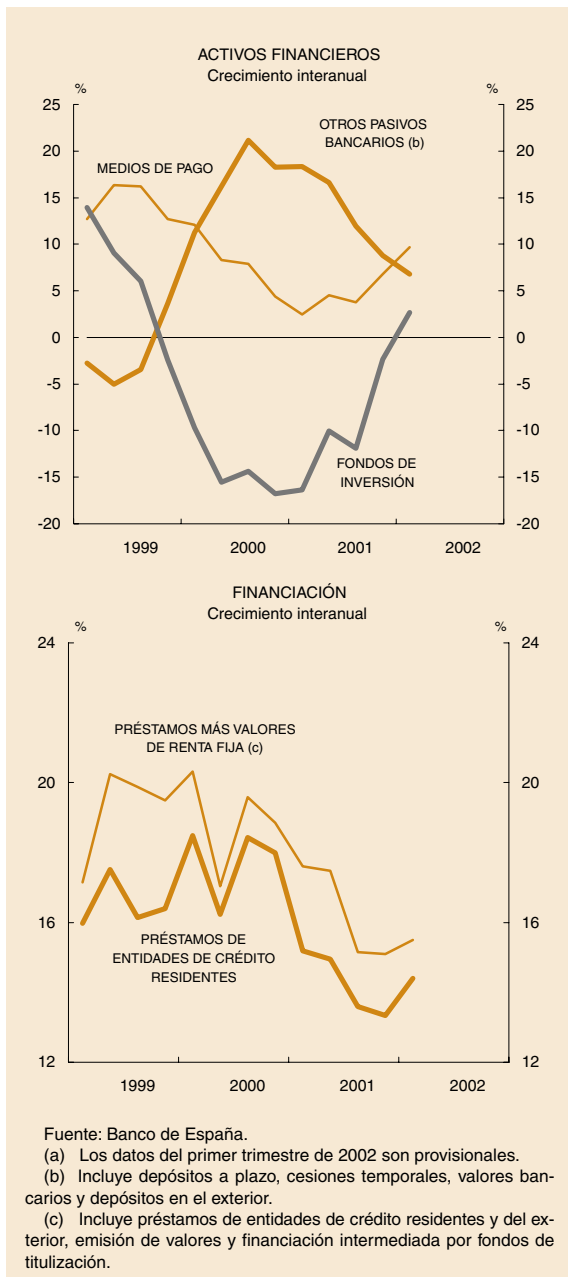 ACTIVOS FINANCIEROS
Crecimiento interanual
% %
25 25
20 20
15 15
10 10
5 5
0 0
-5 -5
-10 -10
-15 -15
-20 -20
OTROS PASIVOS
BANCARIOS (b)
MEDIOS DE PAGO
FONDOS DE
INVERSIÓN
1999 2000 2001 2002
FINANCIACIÓN
Crecimiento interanual
% %
24 24
20 20
16 16
12 12
PRÉSTAMOS MÁS VALORES
DE RENTA FIJA (c)
PRÉSTAMOS DE
ENTIDADES DE CRÉDITO
RESIDENTES
1999 2000 2001 2002
Fuente: Banco de España.
(a) Los datos del primer trimestre de 2002 son provisionales.
(b) Incluye depósitos a plazo, cesiones temporales, valores ban-
carios y depósitos en el exterior.
(c) Incluye préstamos de entidades de crédito residentes y del ex-
terior, emisión de valores y financiación intermediada por fondos de
titulización.